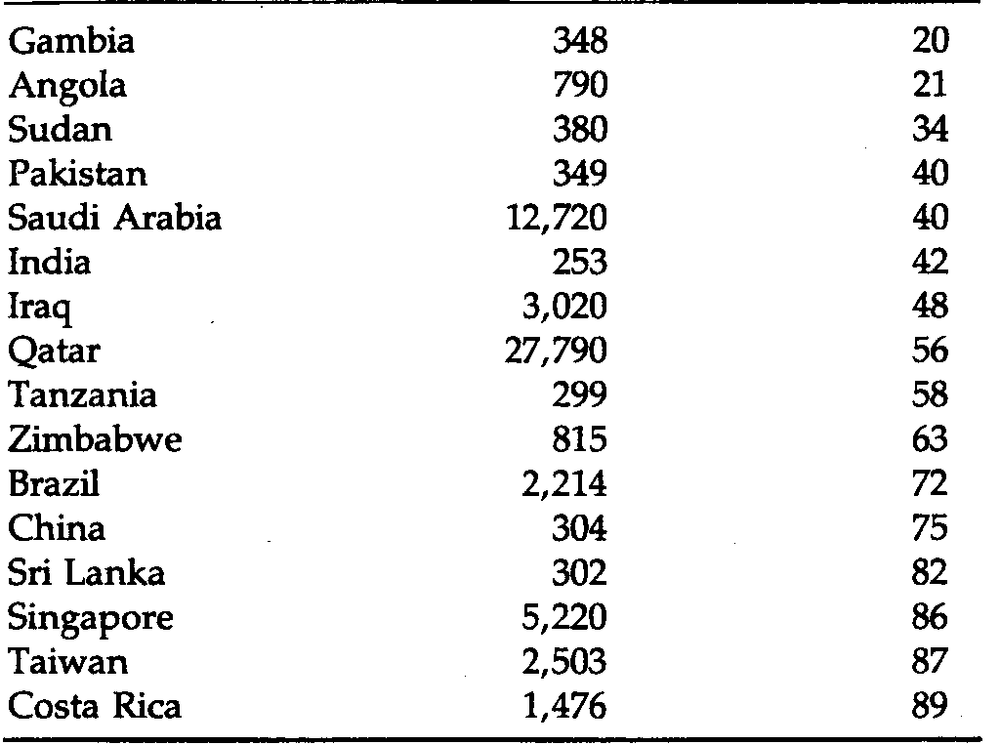 Gambia 348 20
Angola 790 21
Sudan 380 34
Pakistan 349 40
Saudi Arabia 12,720 40
India 253 42
Iraq 3,020 48
Qatar 27,790 56
Tanzania 299 58
Zimbabwe 815 63
Brazil 2,214 72
China 304 75
Sri Lanka 302 82
Singapore 5,220 86
Taiwan 2,503 87
Costa Rica 1,476 89